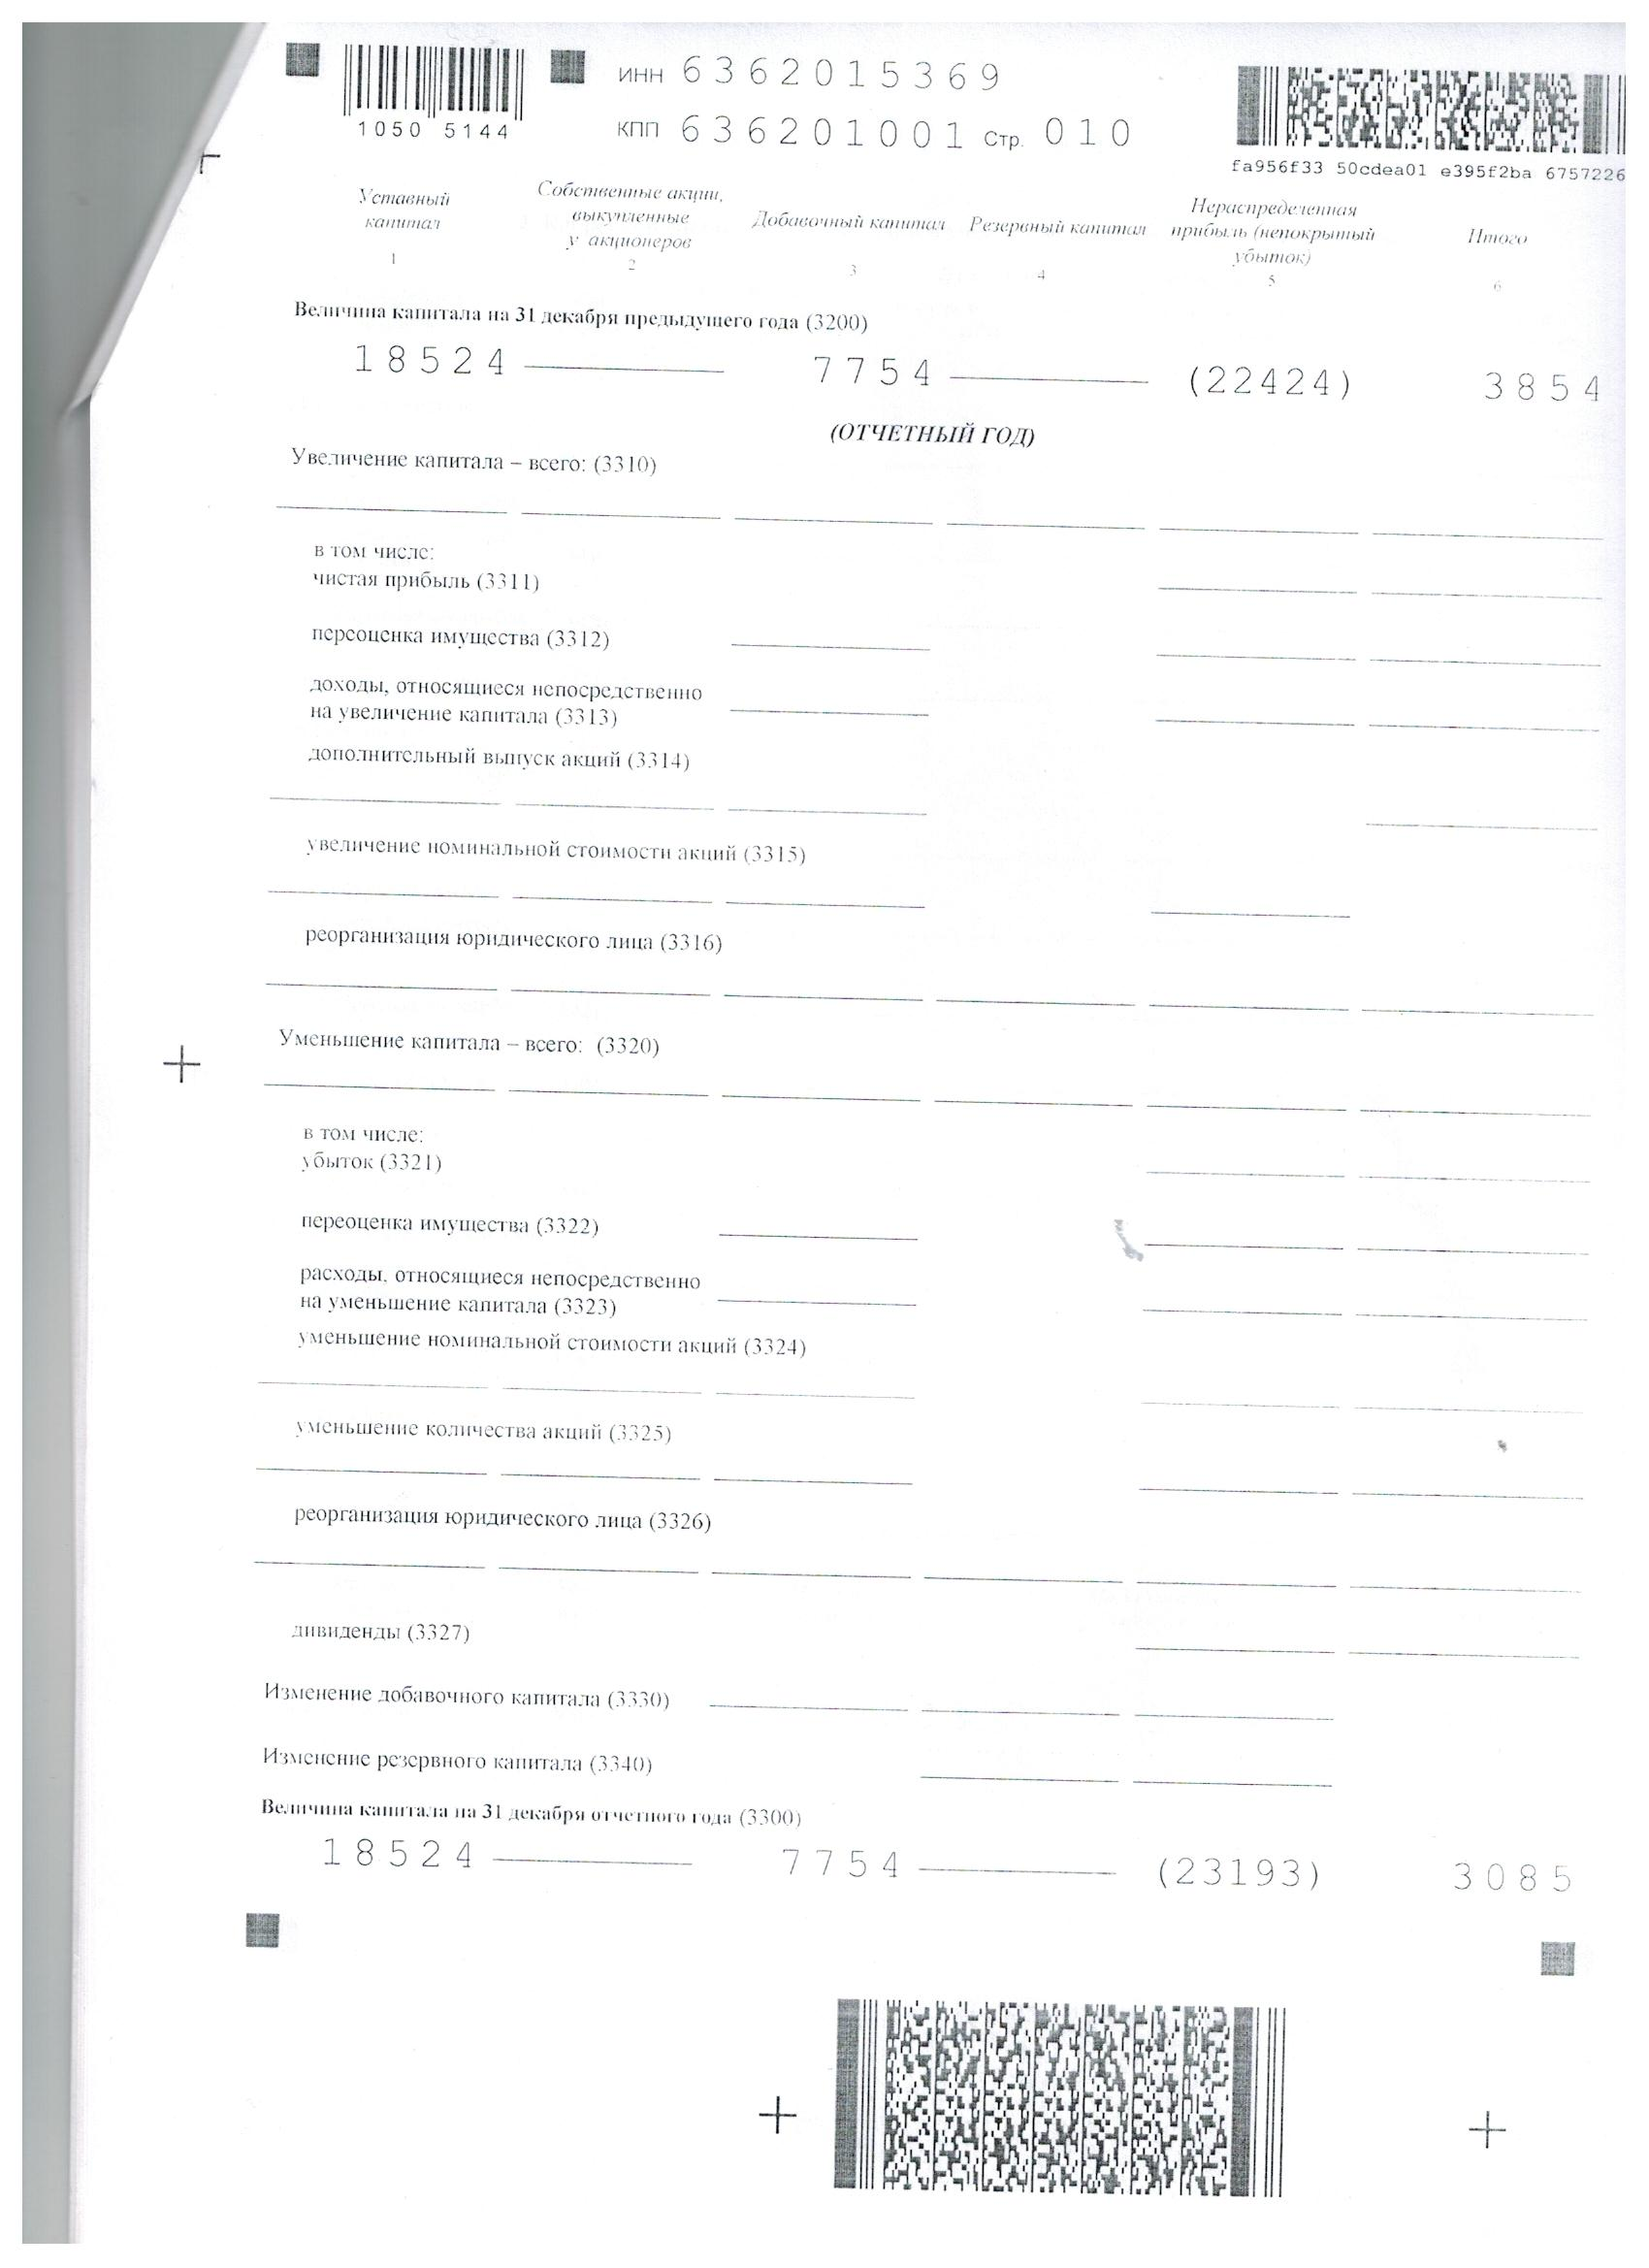 ИНН 6362015369
1050 5144
КПП 636201001 Стр. 010
fa956f33 50cdea01 e395f2ba 6757226
Уставный капитал
Собственные акции, выкупленные у акционеров
Добавочный капитал
Резервный капитал
Нераспределенная прибыль (непокрытый убыток)
Итого
1 2 3 4 5 6
Величина капитала на 31 декабря предыдущего года (3200)
18524 7754 (22424) 3854
(ОТЧЕТНЫЙ ГОД)
Увеличение капитала – всего: (3310)
в том числе:
чистая прибыль (3311)
переоценка имущества (3312)
доходы, относящиеся непосредственно
на увеличение капитала (3313)
дополнительный выпуск акций (3314)
увеличение номинальной стоимости акций (3315)
реорганизация юридического лица (3316)
Уменьшение капитала – всего: (3320)
в том числе:
убыток (3321)
переоценка имущества (3322)
расходы, относящиеся непосредственно
на уменьшение капитала (3323)
уменьшение номинальной стоимости акций (3324)
уменьшение количества акций (3325)
реорганизация юридического лица (3326)
дивиденды (3327)
Изменение добавочного капитала (3330)
Изменение резервного капитала (3340)
Величина капитала на 31 декабря отчетного года (3300)
18524 7754 (23193) 3085